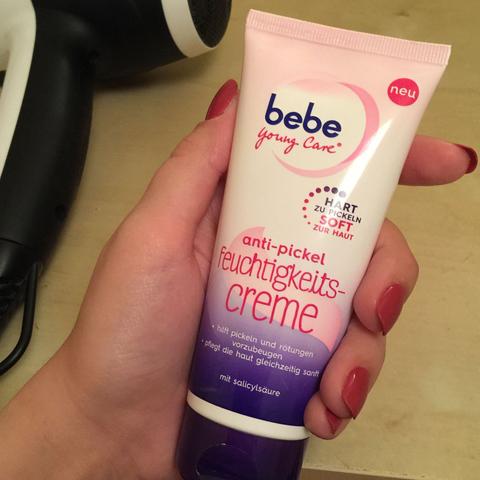 neu
bebe
Young Care®
HART
ZU PICKELN
SOFT
ZUR HAUT
anti-pickel
feuchtigkeits-
creme
• hilft pickeln und rötungen
vorzubeugen
• pflegt die haut gleichzeitig sanft
mit salicylsäure